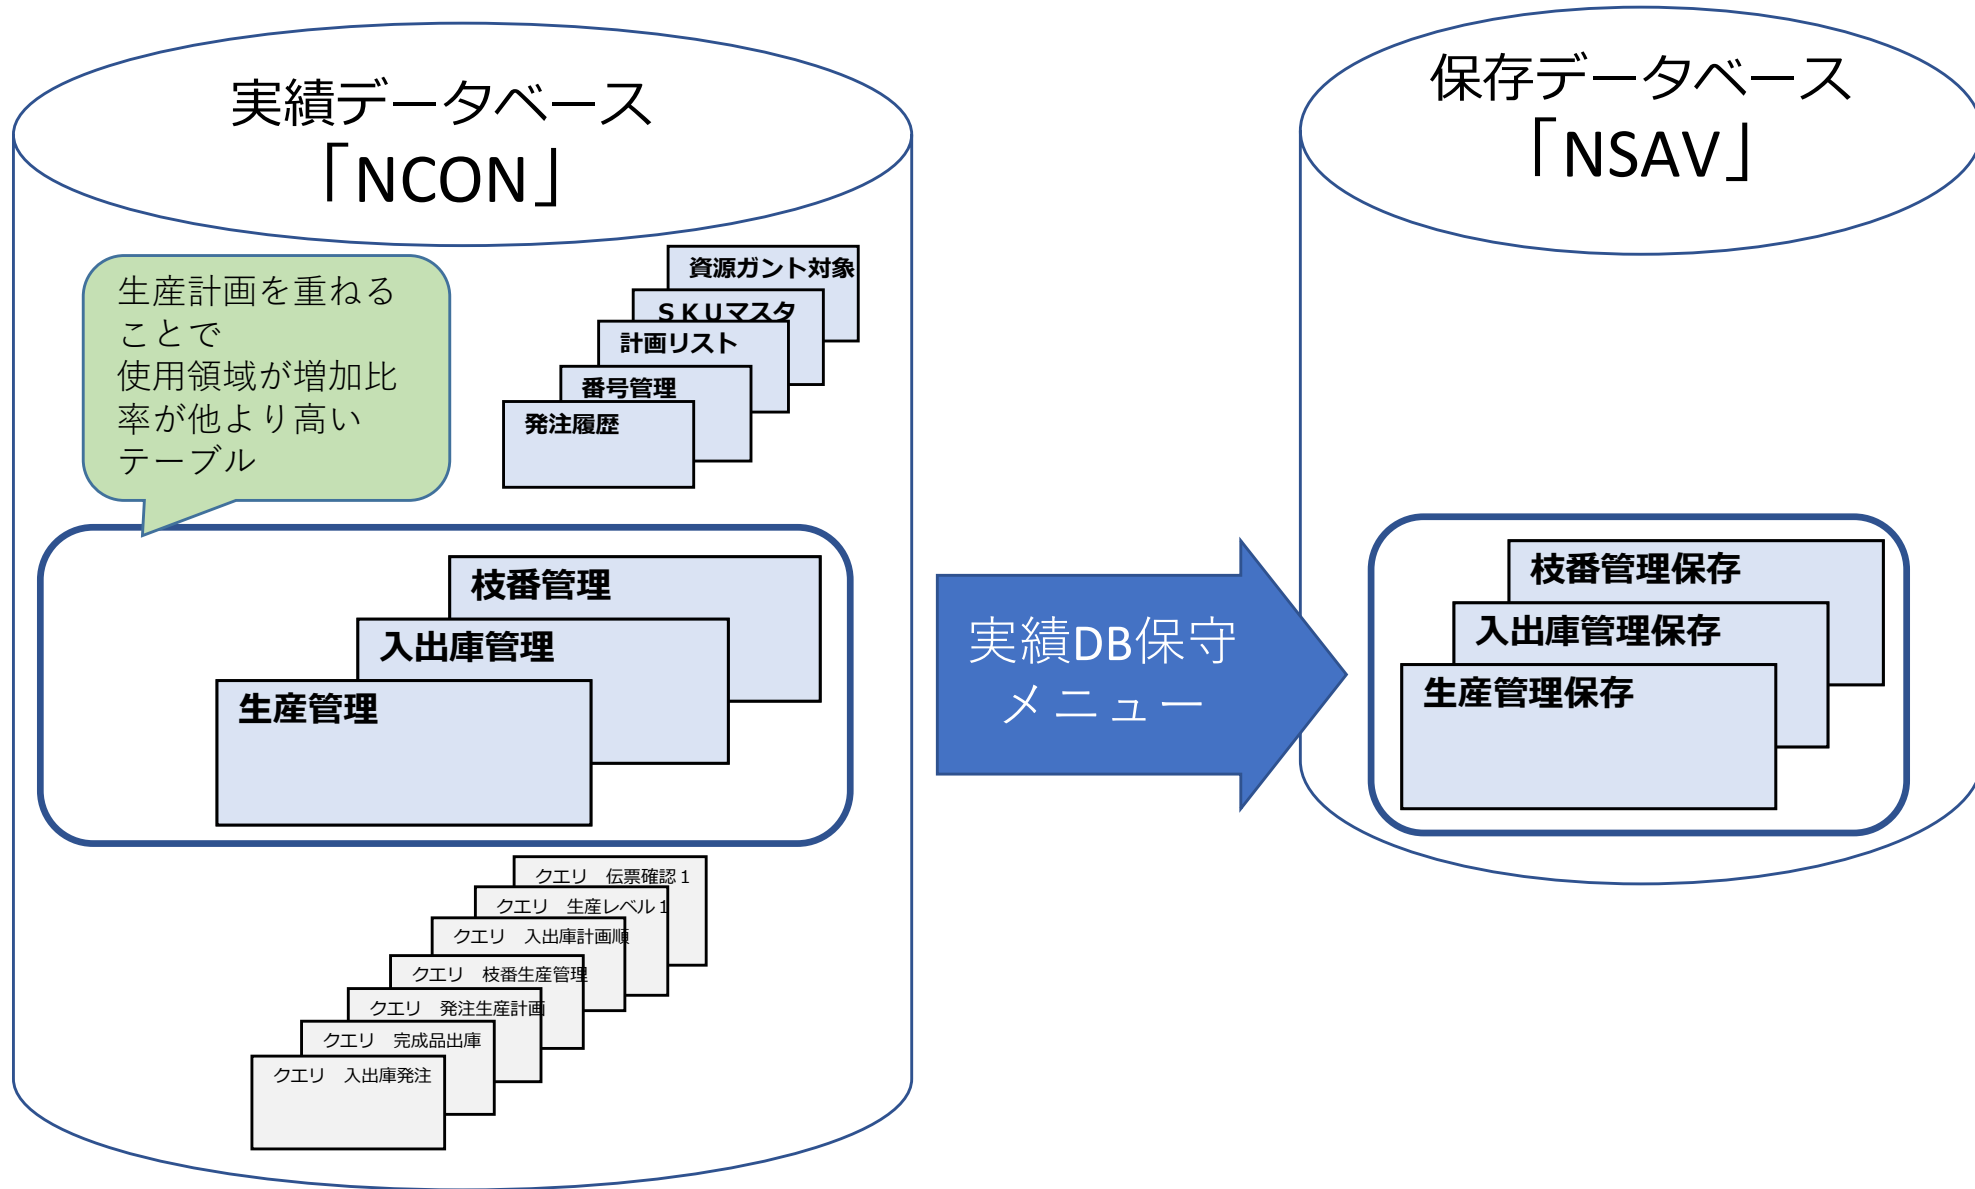 実績データベース
「NCON」
生産計画を重ねる
ことで
使用領域が増加比
率が他より高い
テーブル
資源ガント対象
ＳＫＵマスタ
計画リスト
番号管理
発注履歴
枝番管理
入出庫管理
生産管理
クエリ　伝票確認１
クエリ　生産レベル１
クエリ　入出庫計画順
クエリ　枝番生産管理
クエリ　発注生産計画
クエリ　完成品出庫
クエリ　入出庫発注
実績DB保守
メニュー
保存データベース
「NSAV」
枝番管理保存
入出庫管理保存
生産管理保存